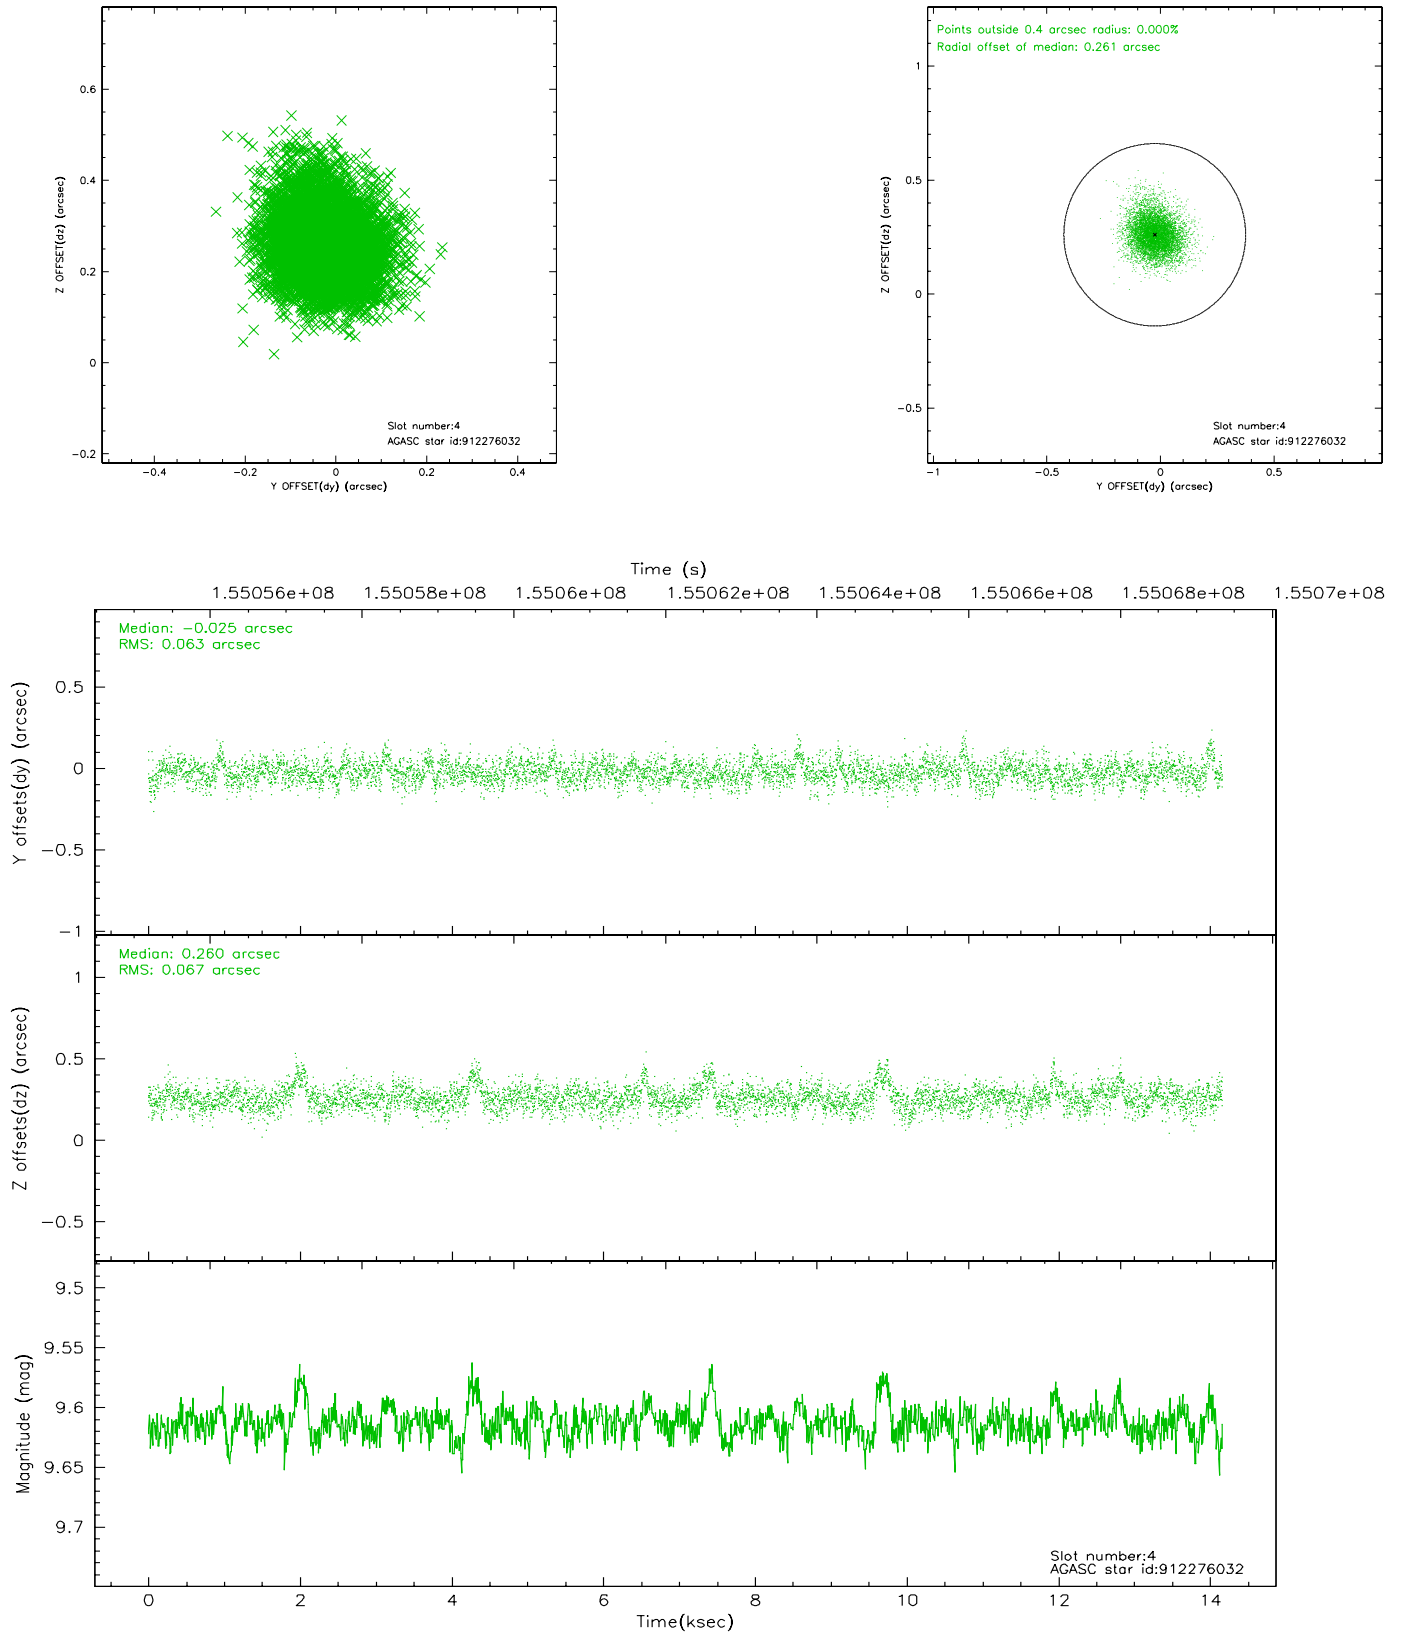 0.6
0.4
0.2
0
-0.2
-0.4 -0.2 0 0.2 0.4
Z OFFSET(dz) (arcsec)
Y OFFSET(dy) (arcsec)
Slot number:4
AGASC star id:912276032
Points outside 0.4 arcsec radius: 0.000%
Radial offset of median: 0.261 arcsec
1
0.5
0
-0.5
-1 -0.5 0 0.5
Z OFFSET(dz) (arcsec)
Y OFFSET(dy) (arcsec)
Slot number:4
AGASC star id:912276032
Time (s)
1.55056e+08 1.55058e+08 1.5506e+08 1.55062e+08 1.55064e+08 1.55066e+08 1.55068e+08 1.5507e+08
Median: -0.025 arcsec
RMS: 0.063 arcsec
0.5
0
-0.5
-1
Y offsets(dy) (arcsec)
Median: 0.260 arcsec
RMS: 0.067 arcsec
1
0.5
0
-0.5
Z offsets(dz) (arcsec)
9.5
9.55
9.6
9.65
9.7
Magnitude (mag)
Slot number:4
AGASC star id:912276032
0 2 4 6 8 10 12 14
Time(ksec)